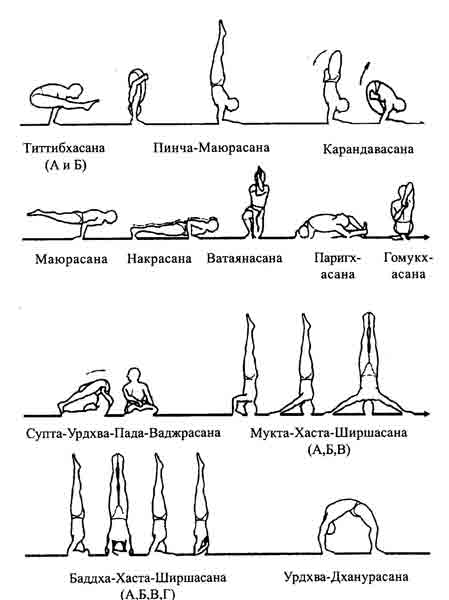 Титтибхасана Пинча-Маюрасана Карандавасана
(А и Б)
Маюрасана Накрасана Ватаянасана Паригх- Гомукх-
асана асана
Супта-Урдхва-Пада-Ваджрасана Мукта-Хаста-Ширшасана
(А,Б,В)
Баддха-Хаста-Ширшасана Урдхва-Дханурасана
(А,Б,В,Г)